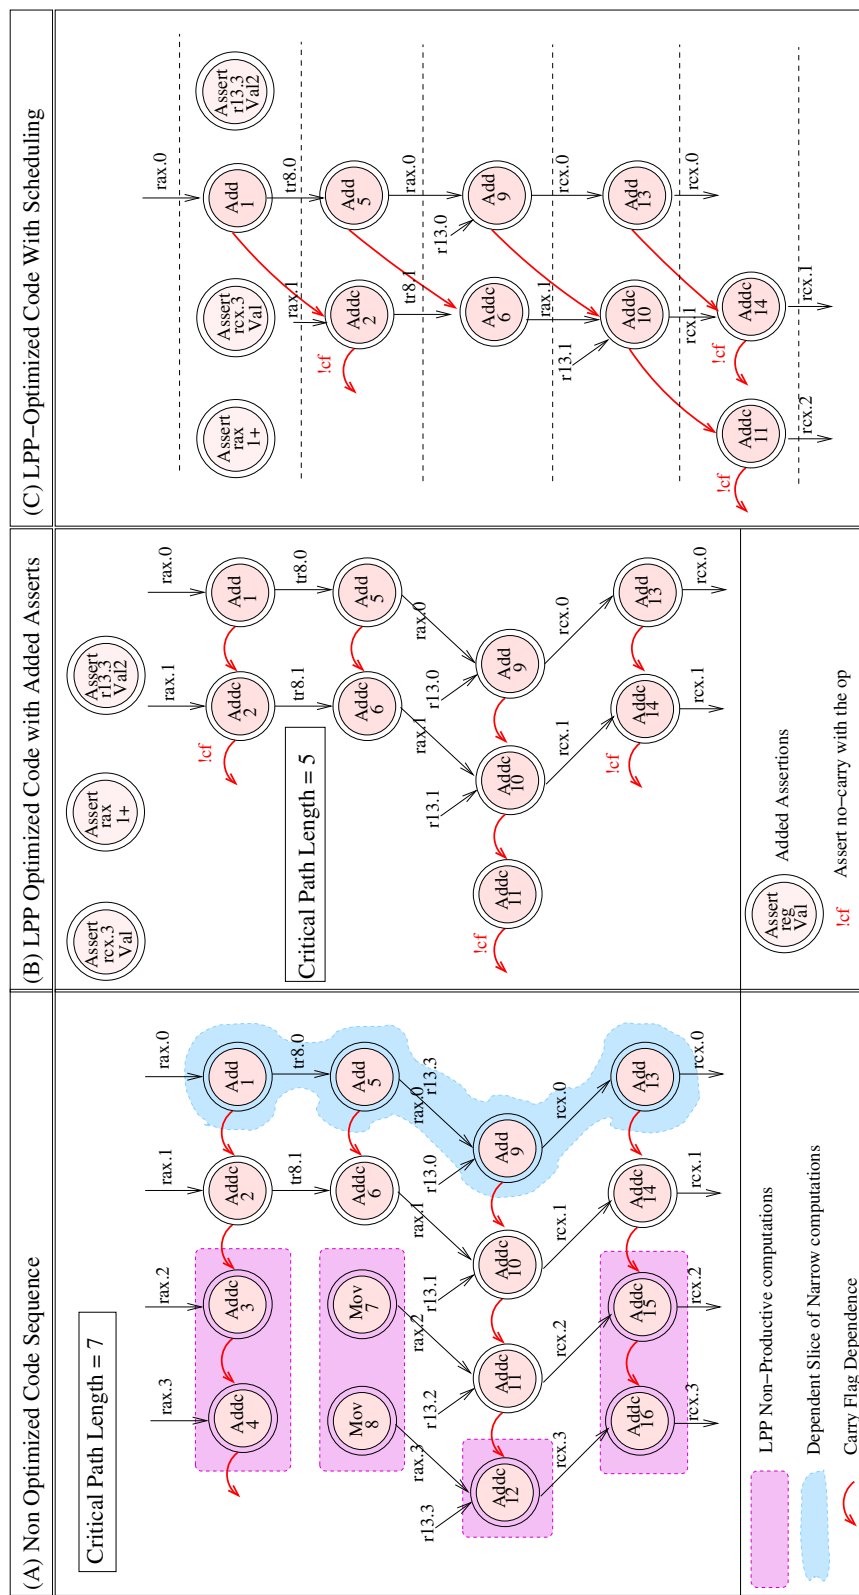 (A) Non Optimized Code Sequence
Critical Path Length = 7
rax.3
rax.2
rax.1
rax.0
Addc
4
Addc
3
Addc
2
Add
1
tr8.1
tr8.0
Mov
8
Mov
7
Addc
6
Add
5
rax.3
rax.2
rax.1
rax.0
r13.3
r13.3
r13.2
r13.1
r13.0
Addc
12
Addc
11
Addc
10
Add
9
rcx.3
rcx.2
rcx.1
rcx.0
Addc
16
Addc
15
Addc
14
Add
13
rcx.3
rcx.2
rcx.1
rcx.0
LPP Non-Productive computations
Dependent Slice of Narrow computations
Carry Flag Dependence
(B) LPP Optimized Code with Added Asserts
Assert
rcx.3
Val
Assert
rax
1+
Assert
r13.3
Val2
rax.1
rax.0
!cf
Addc
2
Add
1
tr8.1
tr8.0
Critical Path Length = 5
Addc
6
Add
5
rax.1
rax.0
r13.1
r13.0
!cf
Addc
11
Addc
10
Add
9
rcx.1
rcx.0
!cf
Addc
14
Add
13
rcx.1
rcx.0
Assert
reg
Val
Added Assertions
!cf
Assert no-carry with the op
(C) LPP-Optimized Code With Scheduling
rax.0
Assert
rax
1+
Assert
rcx.3
Val
Add
1
Assert
r13.3
Val2
rax.1
tr8.0
!cf
Addc
2
Add
5
tr8.1
rax.0
r13.0
Addc
6
Add
9
rax.1
rcx.0
r13.1
Addc
10
Add
13
rcx.1
rcx.0
!cf
Addc
11
!cf
Addc
14
rcx.2
rcx.1